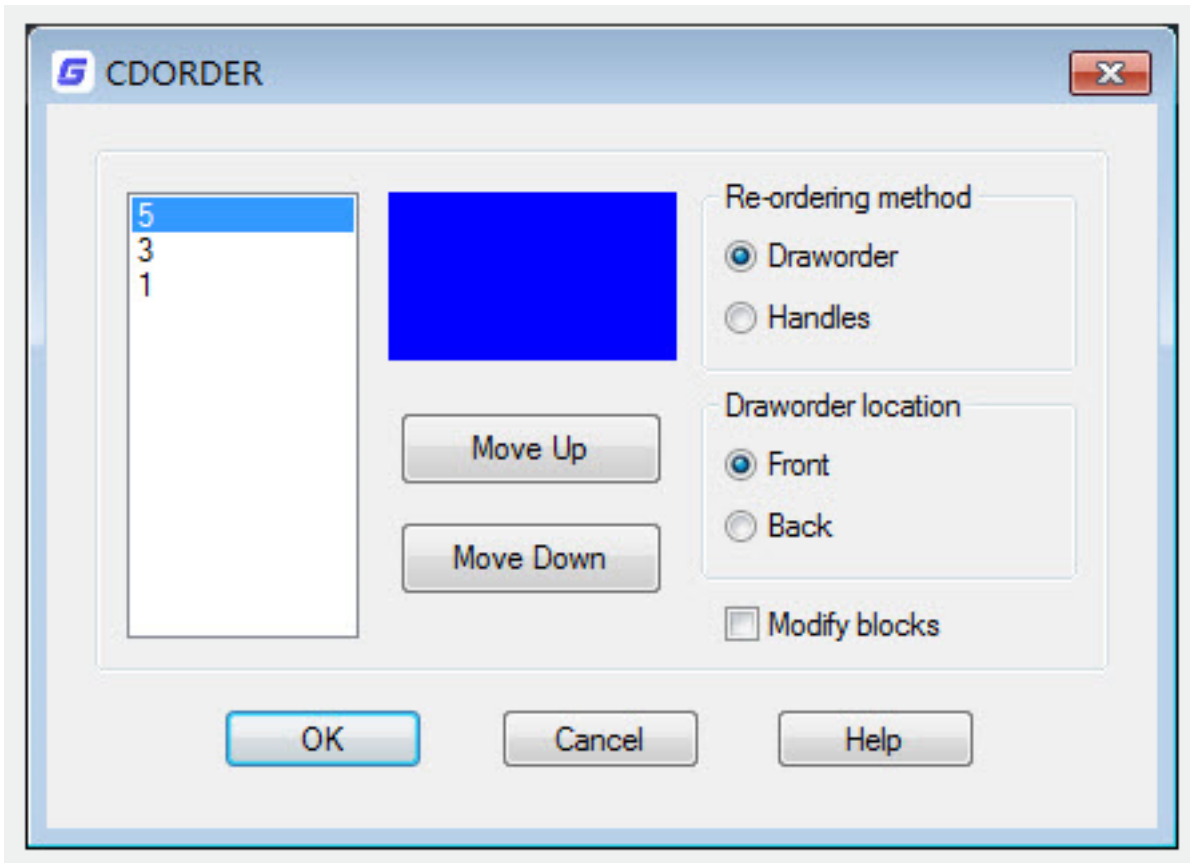 CDORDER
5
3
1
Move Up
Move Down
Re-ordering method
Draworder
Handles
Draworder location
Front
Back
Modify blocks
OK
Cancel
Help